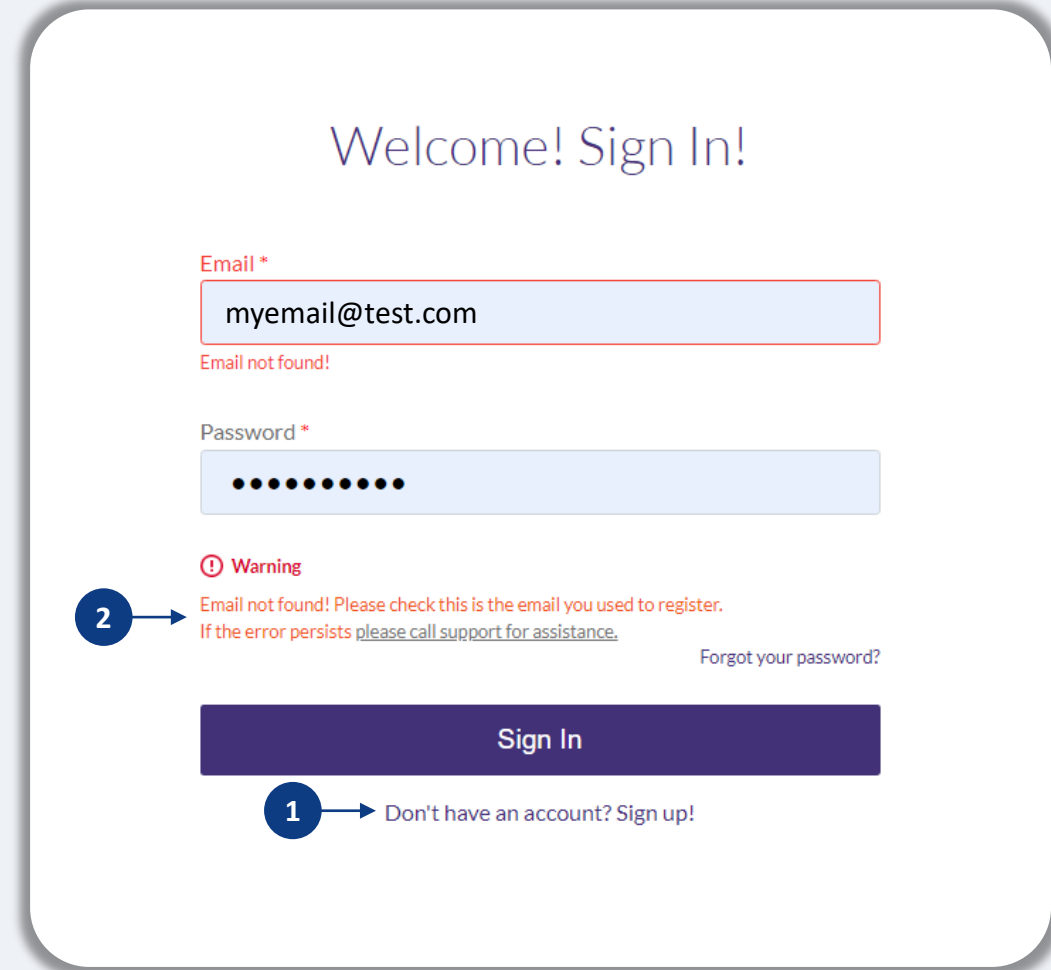 Welcome! Sign In!
Email *
myemail@test.com
Email not found!
Password *
••••••••••
Warning
Email not found! Please check this is the email you used to register.
If the error persists please call support for assistance.
2
Forgot your password?
Sign In
1
Don't have an account? Sign up!